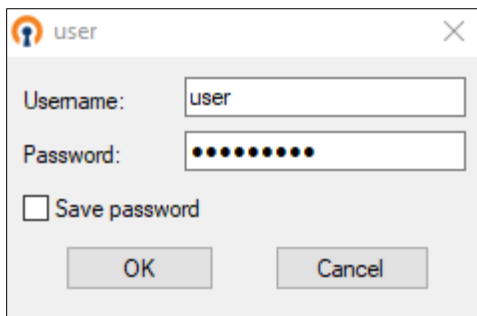 user
Username: user
Password: ●●●●●●●●●
Save password
OK Cancel